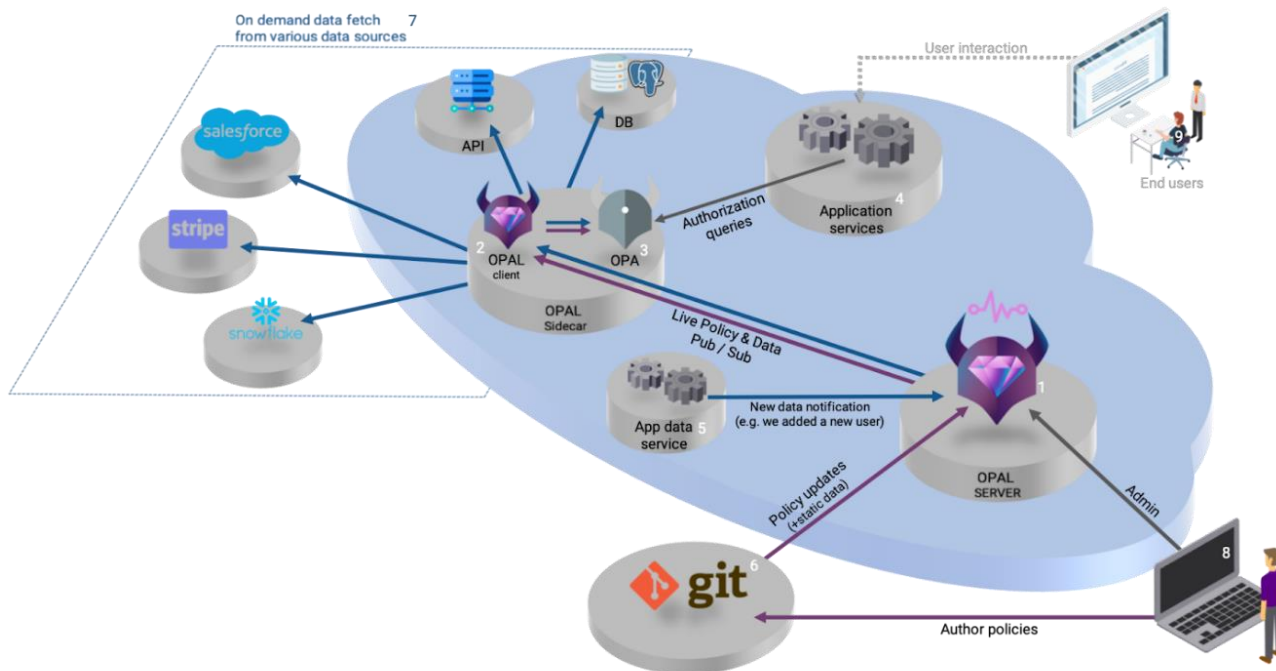 On demand data fetch 7
from various data sources
User interaction
salesforce
API
DB
9
End users
stripe
Authorization
queries
4
Application
services
2
OPAL
client
3
OPA
snowflake
OPAL
Sidecar
Live Policy & Data
Pub / Sub
1
New data notification
(e.g. we added a new user)
App data
service
5
OPAL
SERVER
Policy updates
(+static data)
Admin
6
git
8
Author policies